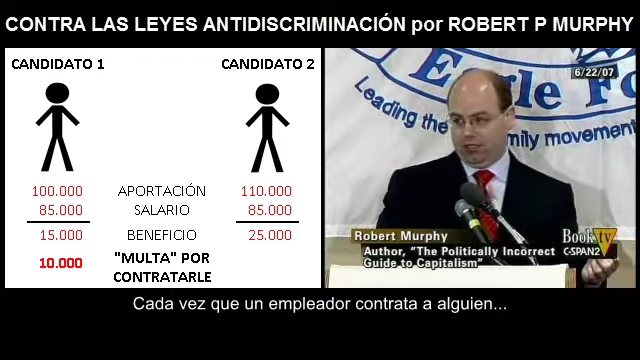 CONTRA LAS LEYES ANTIDISCRIMINACIÓN por ROBERT P MURPHY
CANDIDATO 1
CANDIDATO 2
100.000 APORTACIÓN 110.000
85.000 SALARIO 85.000
15.000 BENEFICIO 25.000
10.000 "MULTA" POR
CONTRATARLE
Eagle Fo
Leading the
mily movement
6/22/07
Robert Murphy
Author, "The Politically Incorrect
Guide to Capitalism"
Book tv
C-SPAN2
Cada vez que un empleador contrata a alguien...